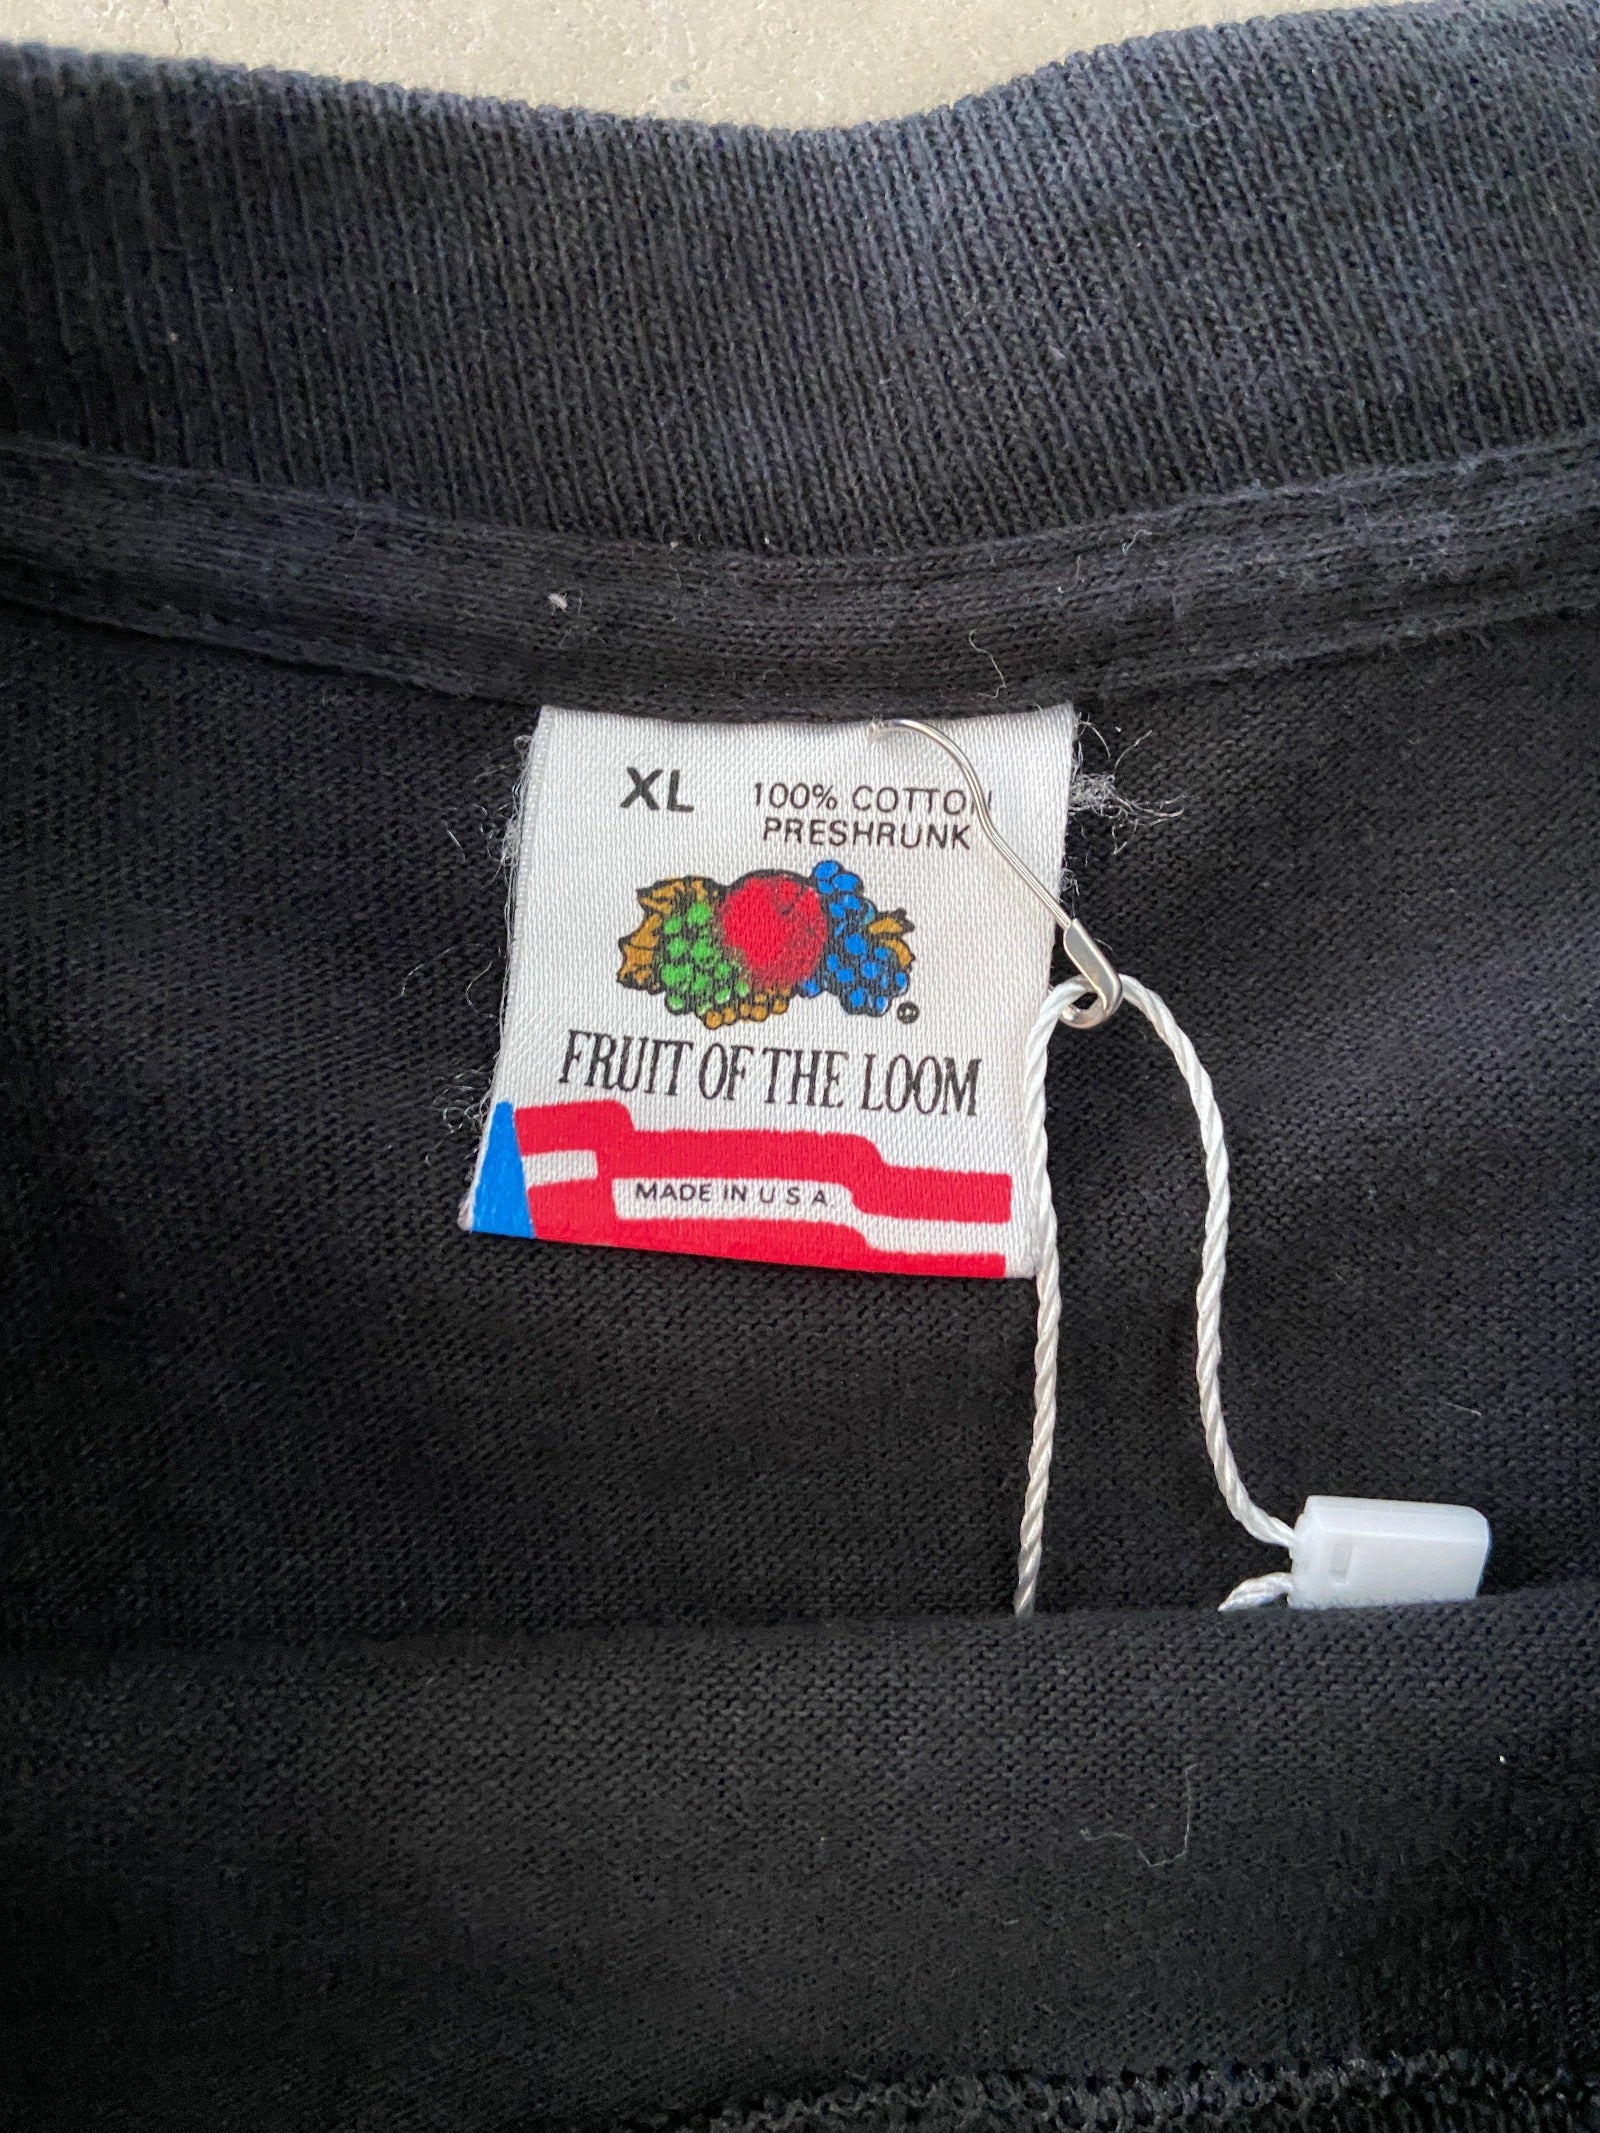 XL
100% COTTON
PRESHRUNK
®
FRUIT OF THE LOOM
MADE IN U S A